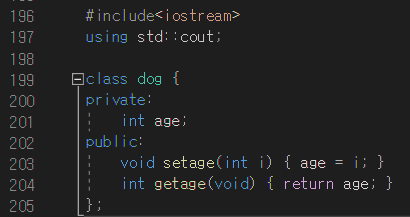 196 #include<iostream>
197 using std::cout;
198
199 class dog {
200 private:
201 int age;
202 public:
203 void setage(int i) { age = i; }
204 int getage(void) { return age; }
205 };